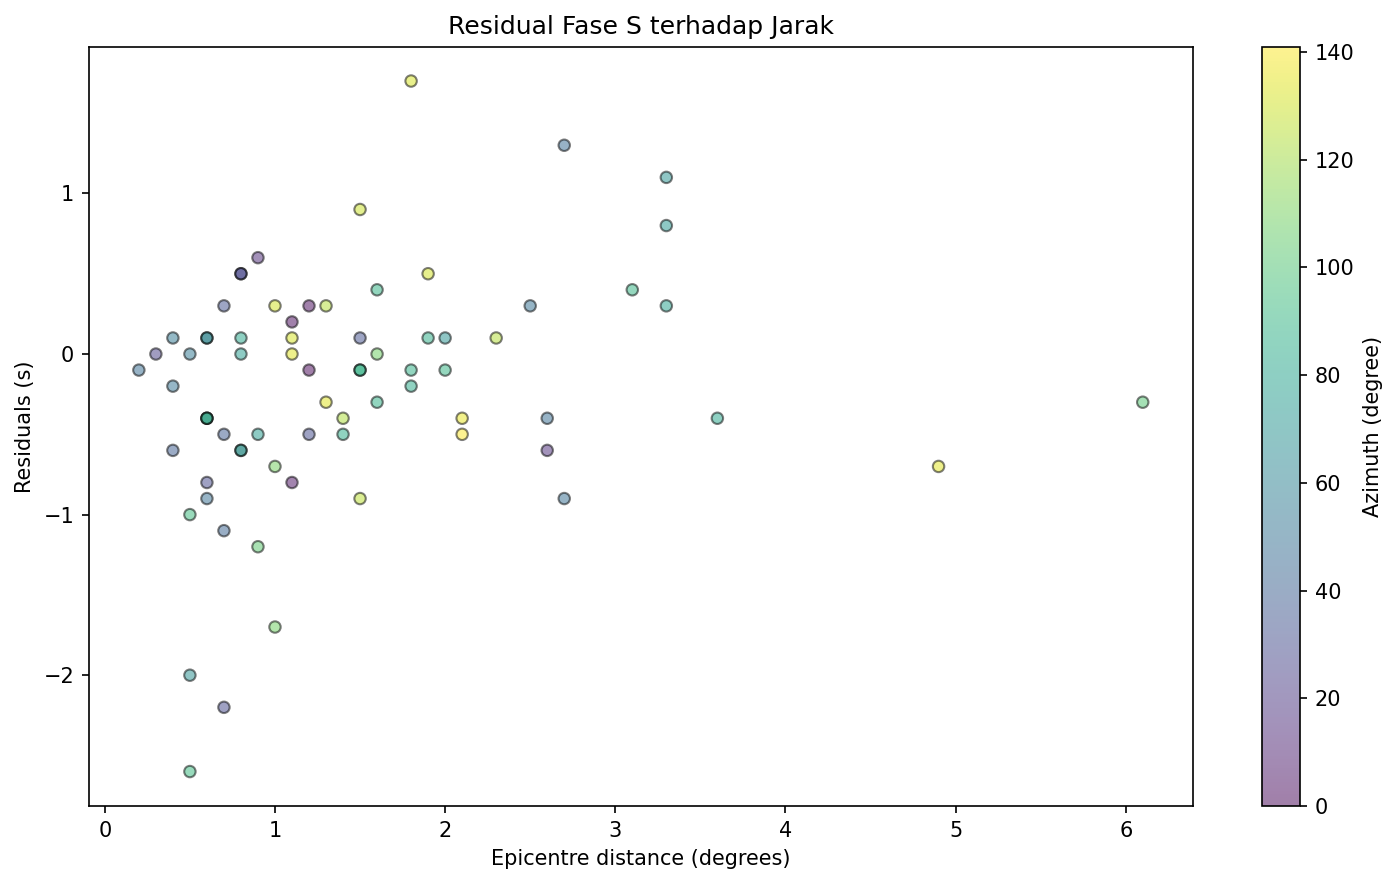 Residual Fase S terhadap Jarak
Residuals (s)
1
0
−1
−2
0 1 2 3 4 5 6
Epicentre distance (degrees)
140
120
100
80
60
40
20
0
Azimuth (degree)